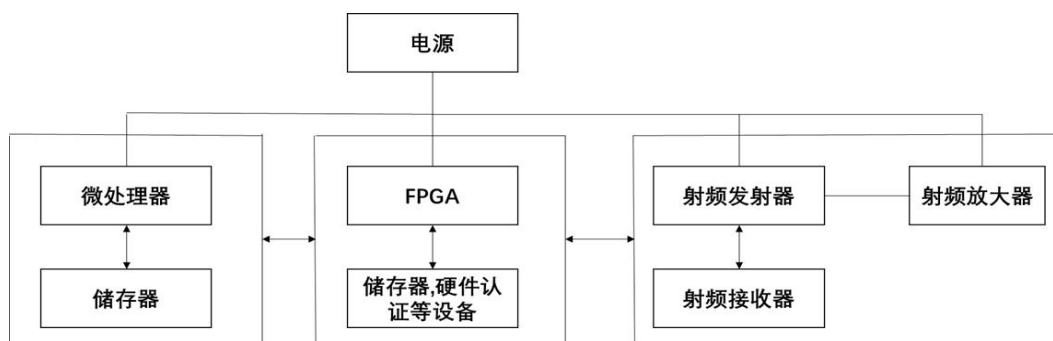 电源
微处理器
FPGA
射频发射器
射频放大器
储存器
储存器,硬件认
证等设备
射频接收器